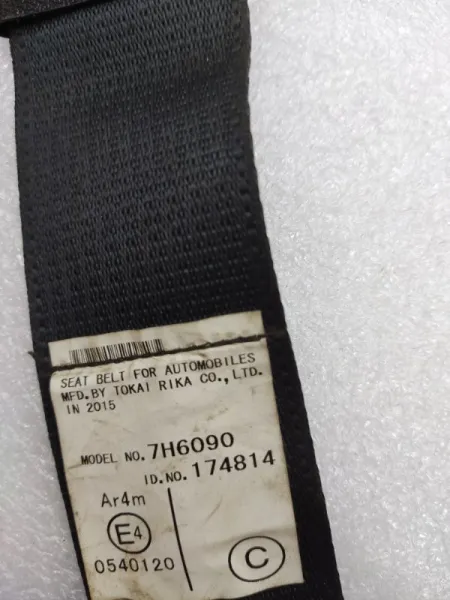 SEAT BELT FOR AUTOMOBILES
MFD.BY TOKAI RIKA CO., LTD.
IN 2015
MODEL NO. 7H6090
ID.NO. 174814
Ar4m
E4
0540120
C